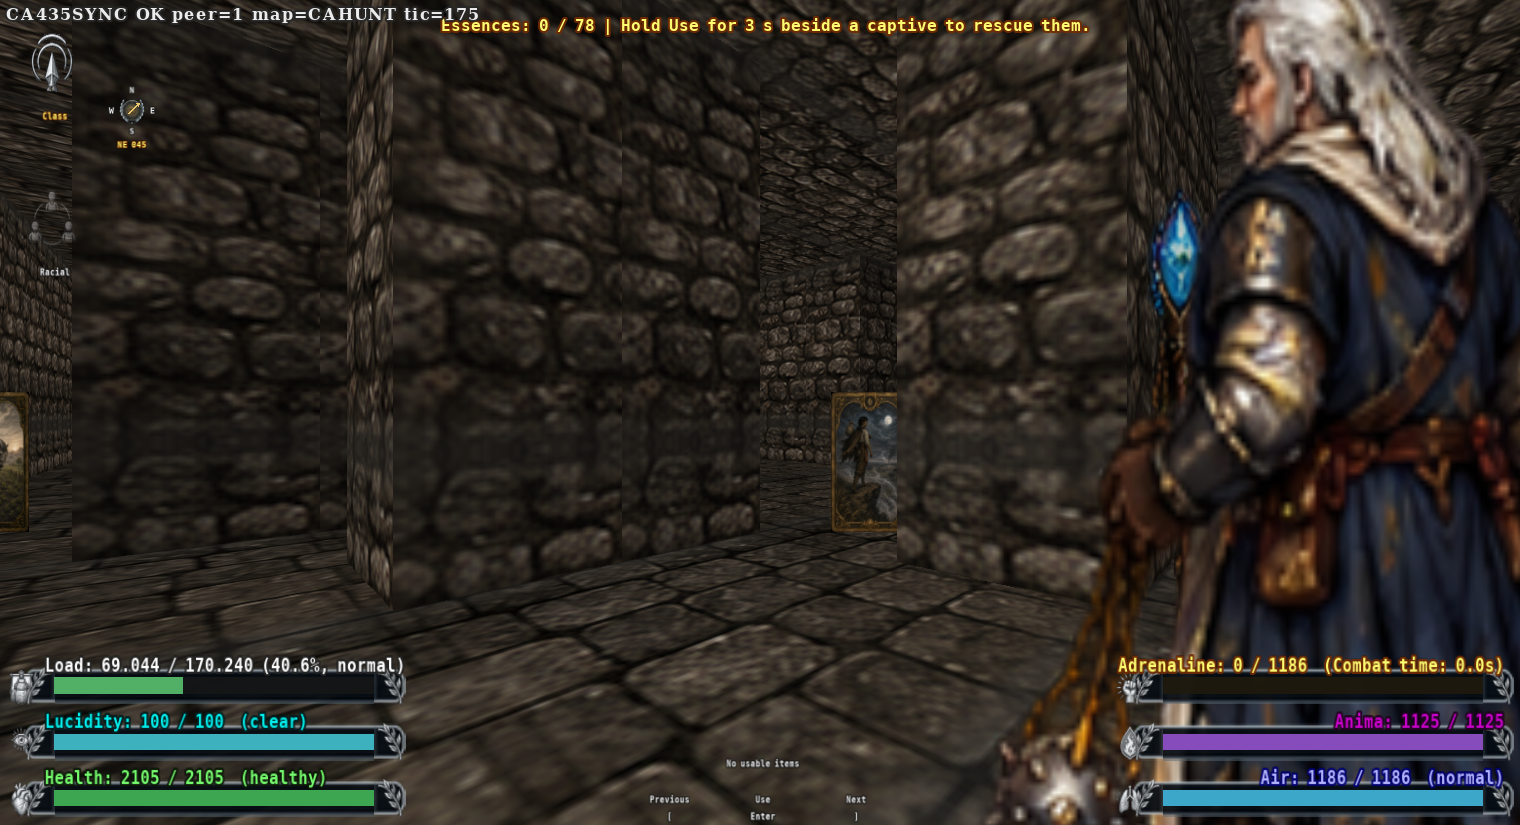 CA435SYNC OK peer=1 map=CAHUNT tic=175
Essences: 0 / 78 | Hold Use for 3 s beside a captive to rescue them.
Class
N
W E
S
NE 045
Racial
Load: 69.044 / 170.240 (40.6%, normal)
Lucidity: 100 / 100 (clear)
Health: 2105 / 2105 (healthy)
Adrenaline: 0 / 1186 (Combat time: 0.0s)
Anima: 1125 / 1125
Air: 1186 / 1186 (normal)
No usable items
Previous Use Next
[ Enter ]